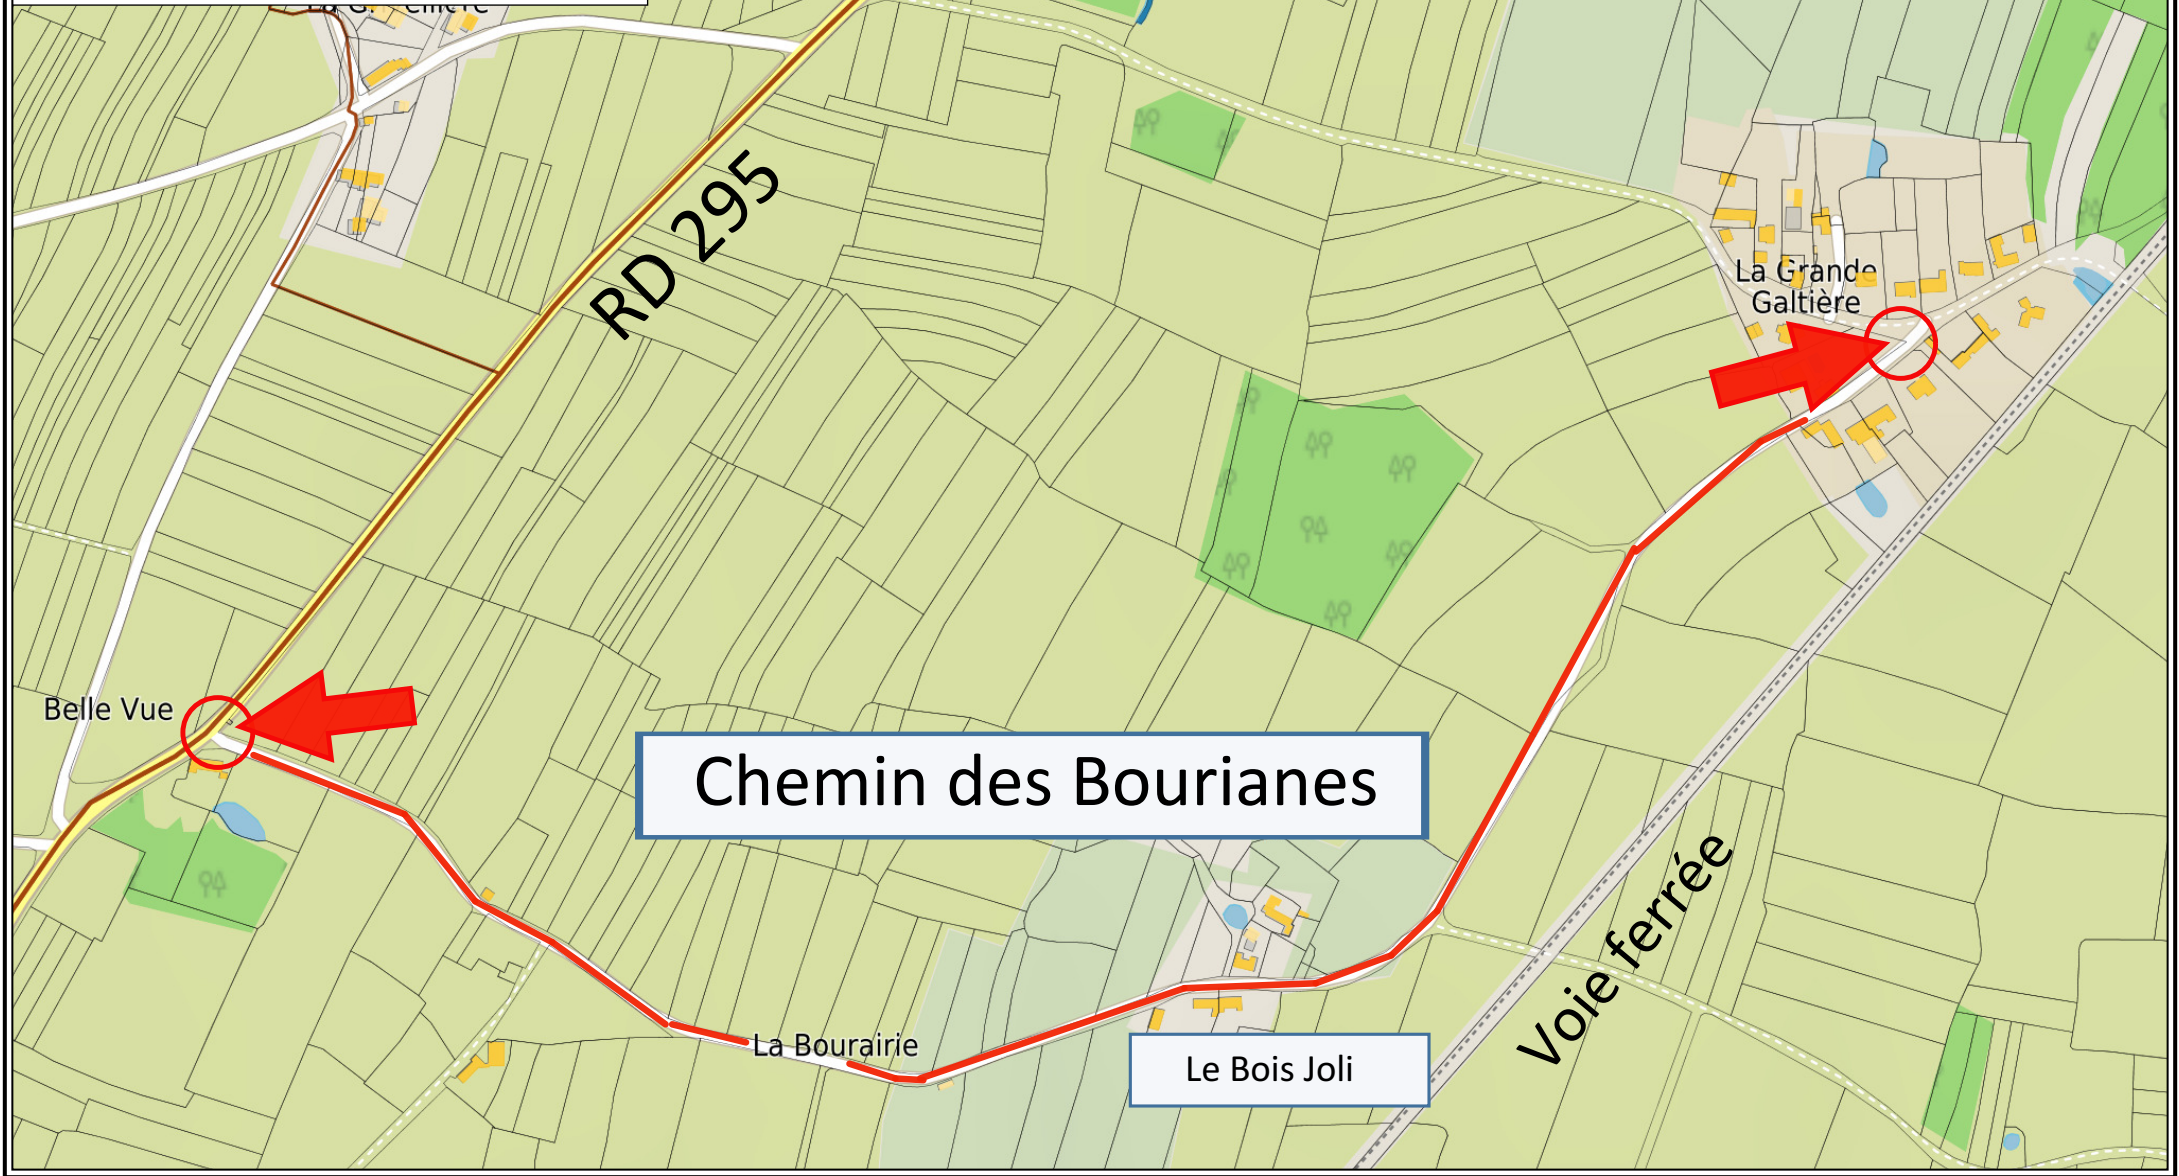 RD 295
La Grande
Galtière
Belle Vue
Chemin des Bourianes
Voie ferrée
La Bourairie
Le Bois Joli